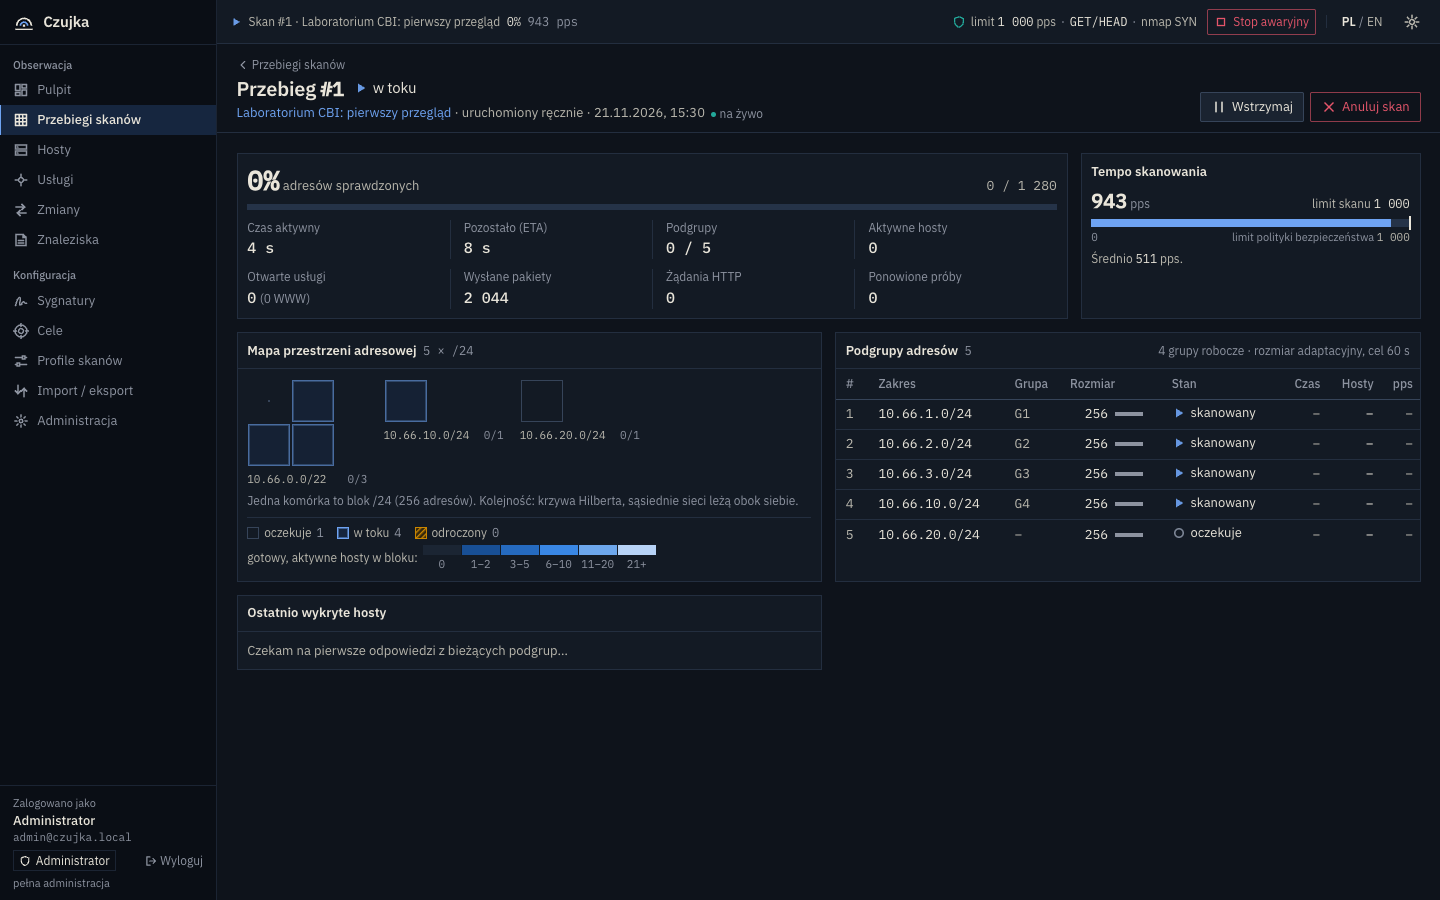 Czujka
Skan #1 · Laboratorium CBI: pierwszy przegląd 0% 943 pps
limit 1 000 pps · GET/HEAD · nmap SYN
Stop awaryjny
PL / EN
Obserwacja
Pulpit
Przebiegi skanów
Hosty
Usługi
Zmiany
Znaleziska
Konfiguracja
Sygnatury
Cele
Profile skanów
Import / eksport
Administracja
Zalogowano jako
Administrator
admin@czujka.local
Administrator
Wyloguj
pełna administracja
Przebiegi skanów
Przebieg #1 w toku
Laboratorium CBI: pierwszy przegląd · uruchomiony ręcznie · 21.11.2026, 15:30 na żywo
Wstrzymaj
Anuluj skan
0% adresów sprawdzonych 0 / 1 280
Czas aktywny Pozostało (ETA) Podgrupy Aktywne hosty
4 s 8 s 0 / 5 0
Otwarte usługi Wysłane pakiety Żądania HTTP Ponowione próby
0 (0 WWW) 2 044 0 0
Tempo skanowania
943 pps limit skanu 1 000
0 limit polityki bezpieczeństwa 1 000
Średnio 511 pps.
Mapa przestrzeni adresowej 5 × /24
10.66.10.0/24 0/1 10.66.20.0/24 0/1
10.66.0.0/22 0/3
Jedna komórka to blok /24 (256 adresów). Kolejność: krzywa Hilberta, sąsiednie sieci leżą obok siebie.
oczekuje 1 w toku 4 odroczony 0
gotowy, aktywne hosty w bloku:
0 1–2 3–5 6–10 11–20 21+
Podgrupy adresów 5 4 grupy robocze · rozmiar adaptacyjny, cel 60 s
# Zakres Grupa Rozmiar Stan Czas Hosty pps
1 10.66.1.0/24 G1 256 skanowany – – –
2 10.66.2.0/24 G2 256 skanowany – – –
3 10.66.3.0/24 G3 256 skanowany – – –
4 10.66.10.0/24 G4 256 skanowany – – –
5 10.66.20.0/24 – 256 oczekuje – – –
Ostatnio wykryte hosty
Czekam na pierwsze odpowiedzi z bieżących podgrup…